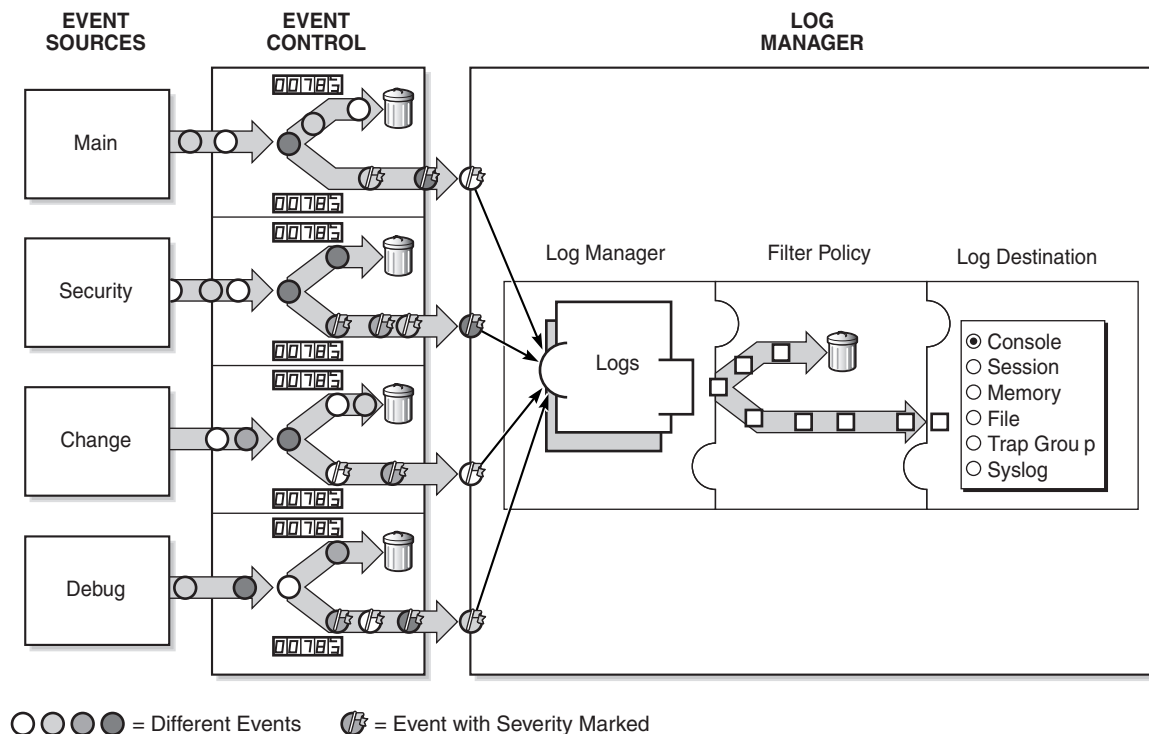 EVENT
SOURCES
EVENT
CONTROL
LOG
MANAGER
00785
Main
00785
00785
Security
00785
00785
Change
00785
00785
Debug
00785
Log Manager
Filter Policy
Log Destination
Logs
Console
Session
Memory
File
Trap Grou p
Syslog
= Different Events
= Event with Severity Marked